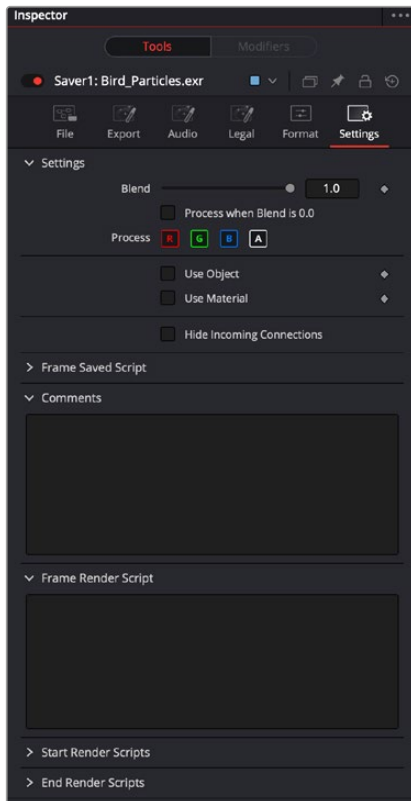 Inspector
Tools Modifiers
Saver1: Bird_Particles.exr
File Export Audio Legal Format Settings
Settings
Blend 1.0
Process when Blend is 0.0
Process R G B A
Use Object
Use Material
Hide Incoming Connections
Frame Saved Script
Comments
Frame Render Script
Start Render Scripts
End Render Scripts